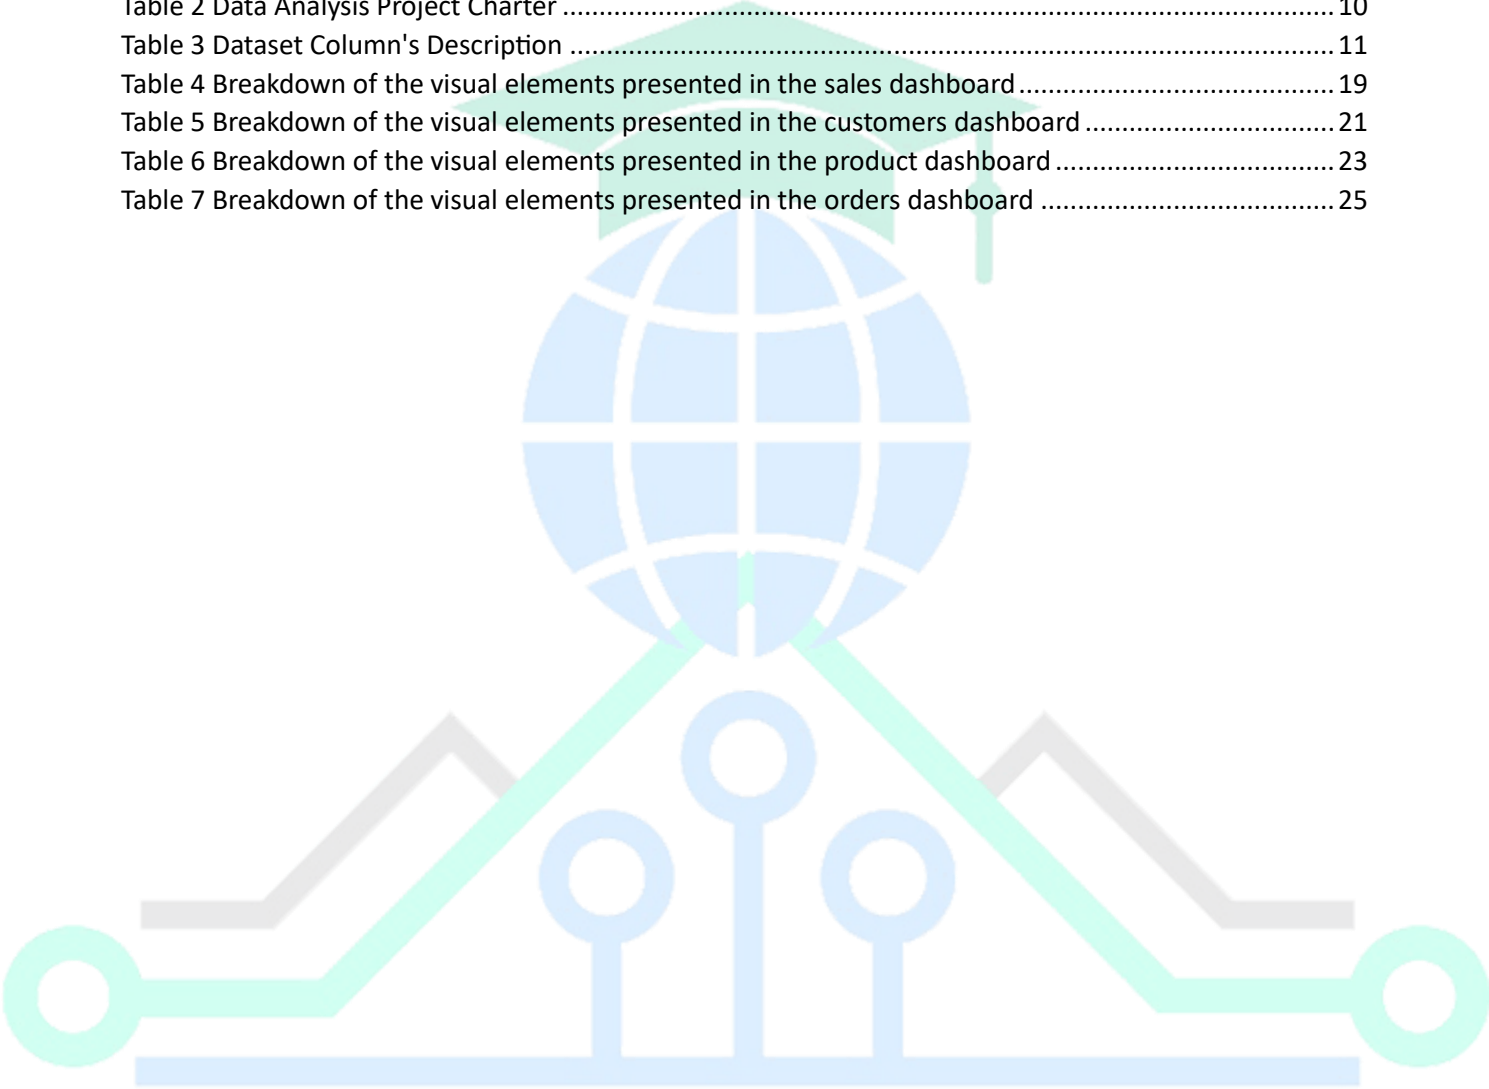 Table 2 Data Analysis Project Charter ........................................................................................................ 10
Table 3 Dataset Column's Description ....................................................................................................... 11
Table 4 Breakdown of the visual elements presented in the sales dashboard .......................................... 19
Table 5 Breakdown of the visual elements presented in the customers dashboard ................................. 21
Table 6 Breakdown of the visual elements presented in the product dashboard ..................................... 23
Table 7 Breakdown of the visual elements presented in the orders dashboard ....................................... 25